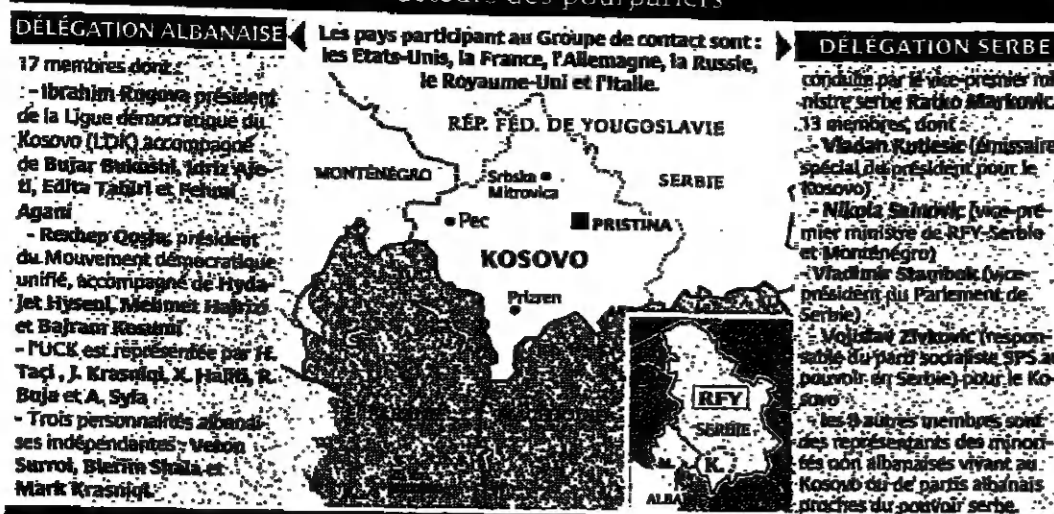 des pourparlers
DÉLÉGATION ALBANAISE
17 membres dont :
- Ibrahim Rugova président
de la Ligue démocratique du
Kosovo (LDK) accompagné
de Bujar Bukoshi, Idriz Aje-
ti, Edita Tahiri et Fehmi
Agani
- Rexhep Qosja, président
du Mouvement démocratique
unifié, accompagné de Hyda-
jet Hyseni, Mehmet Hajrizi
et Bajram Kosumi
- l'UCK est représentée par H.
Taçi, J. Krasniqi, X. Haliti, R.
Buja et A. Syla
- Trois personnalités albanai-
ses indépendantes : Veton
Surroi, Blerim Shala et
Mark Krasniqi.
Les pays participant au Groupe de contact sont :
les Etats-Unis, la France, l'Allemagne, la Russie,
le Royaume-Uni et l'Italie.
RÉP. FÉD. DE YOUGOSLAVIE
MONTÉNÉGRO
Srbska
Mitrovica
SERBIE
Pec
PRISTINA
KOSOVO
Prizren
RFY
SERBIE
M.
K.
DÉLÉGATION SERBE
conduite par le vice-premier mi-
nistre serbe Ratko Markovic.
13 membres, dont :
- Vladan Kutlesic (émissaire
spécial du président pour le
Kosovo)
- Nikola Sainovic (vice-pre-
mier ministre de RFY-Serbie
et Monténégro)
- Vladimir Stambuk (vice-
président du Parlement de
Serbie)
- Vojislav Zivkovic (respon-
sable du parti socialiste SPS au
pouvoir en Serbie) pour le Ko-
sovo
- les 9 autres membres sont
des représentants des minori-
tés non albanaises vivant au
Kosovo ou de partis albanais
proches du pouvoir serbe.